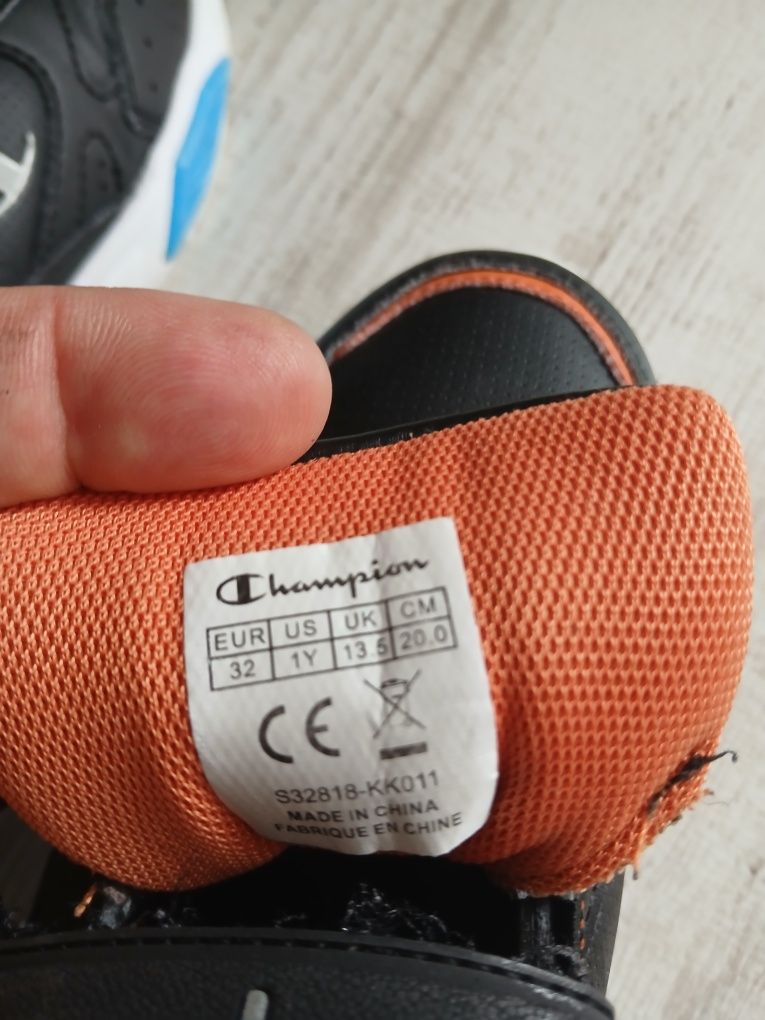 Champion
EUR US UK CM
32 1Y 13.5 20.0
CE
S32818-KK011
MADE IN CHINA
FABRIQUE EN CHINE